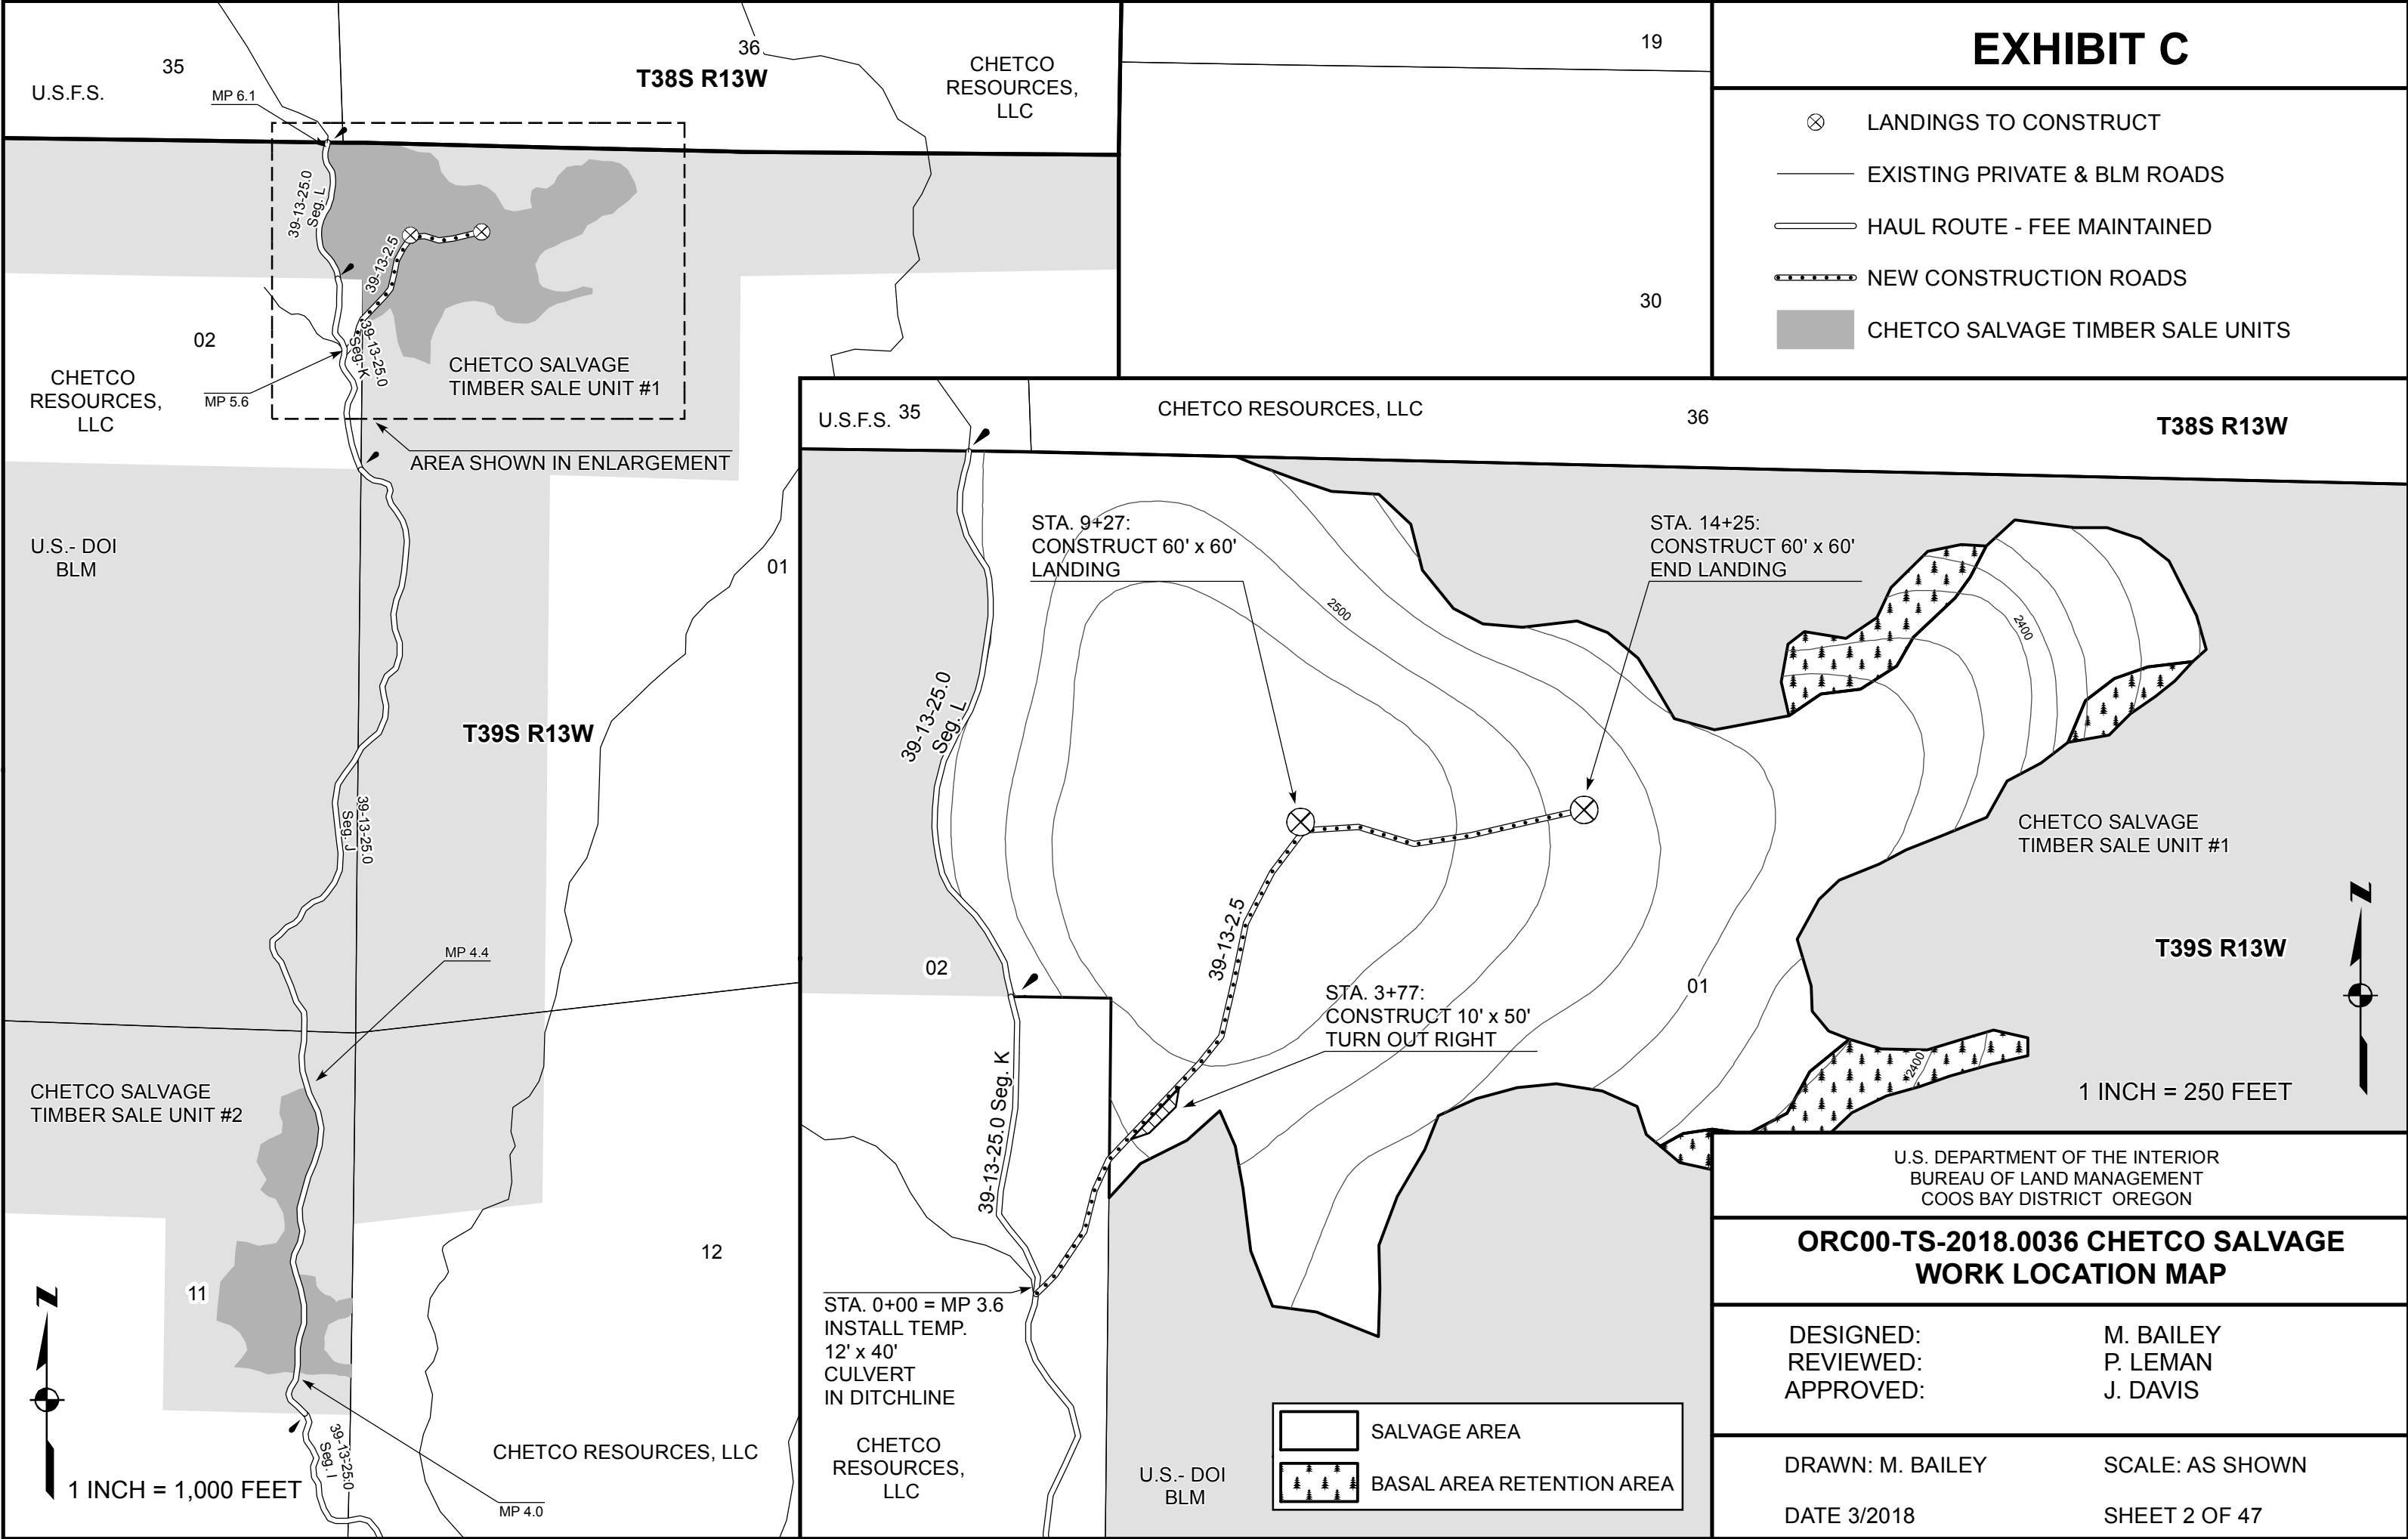 35
U.S.F.S.
MP 6.1
36
T38S R13W
CHETCO
RESOURCES,
LLC
39-13-25.0
Seg. L
39-13-2.5
02
CHETCO
RESOURCES,
LLC
MP 5.6
39-13-25.0
Seg. K
CHETCO SALVAGE
TIMBER SALE UNIT #1
AREA SHOWN IN ENLARGEMENT
U.S.- DOI
BLM
01
T39S R13W
39-13-25.0
Seg. J
MP 4.4
CHETCO SALVAGE
TIMBER SALE UNIT #2
12
11
N
39-13-25.0
Seg. I
CHETCO RESOURCES, LLC
1 INCH = 1,000 FEET
MP 4.0
19
30
EXHIBIT C
LANDINGS TO CONSTRUCT
EXISTING PRIVATE & BLM ROADS
HAUL ROUTE - FEE MAINTAINED
NEW CONSTRUCTION ROADS
CHETCO SALVAGE TIMBER SALE UNITS
U.S.F.S.
35
CHETCO RESOURCES, LLC
36
T38S R13W
STA. 9+27:
CONSTRUCT 60' x 60'
LANDING
STA. 14+25:
CONSTRUCT 60' x 60'
END LANDING
2500
2400
39-13-25.0
Seg. L
CHETCO SALVAGE
TIMBER SALE UNIT #1
N
T39S R13W
39-13-2.5
02
01
STA. 3+77:
CONSTRUCT 10' x 50'
TURN OUT RIGHT
2400
1 INCH = 250 FEET
39-13-25.0 Seg. K
STA. 0+00 = MP 3.6
INSTALL TEMP.
12' x 40'
CULVERT
IN DITCHLINE
CHETCO
RESOURCES,
LLC
U.S.- DOI
BLM
SALVAGE AREA
BASAL AREA RETENTION AREA
U.S. DEPARTMENT OF THE INTERIOR
BUREAU OF LAND MANAGEMENT
COOS BAY DISTRICT OREGON
ORC00-TS-2018.0036 CHETCO SALVAGE
WORK LOCATION MAP
DESIGNED: M. BAILEY
REVIEWED: P. LEMAN
APPROVED: J. DAVIS
DRAWN: M. BAILEY SCALE: AS SHOWN
DATE 3/2018 SHEET 2 OF 47